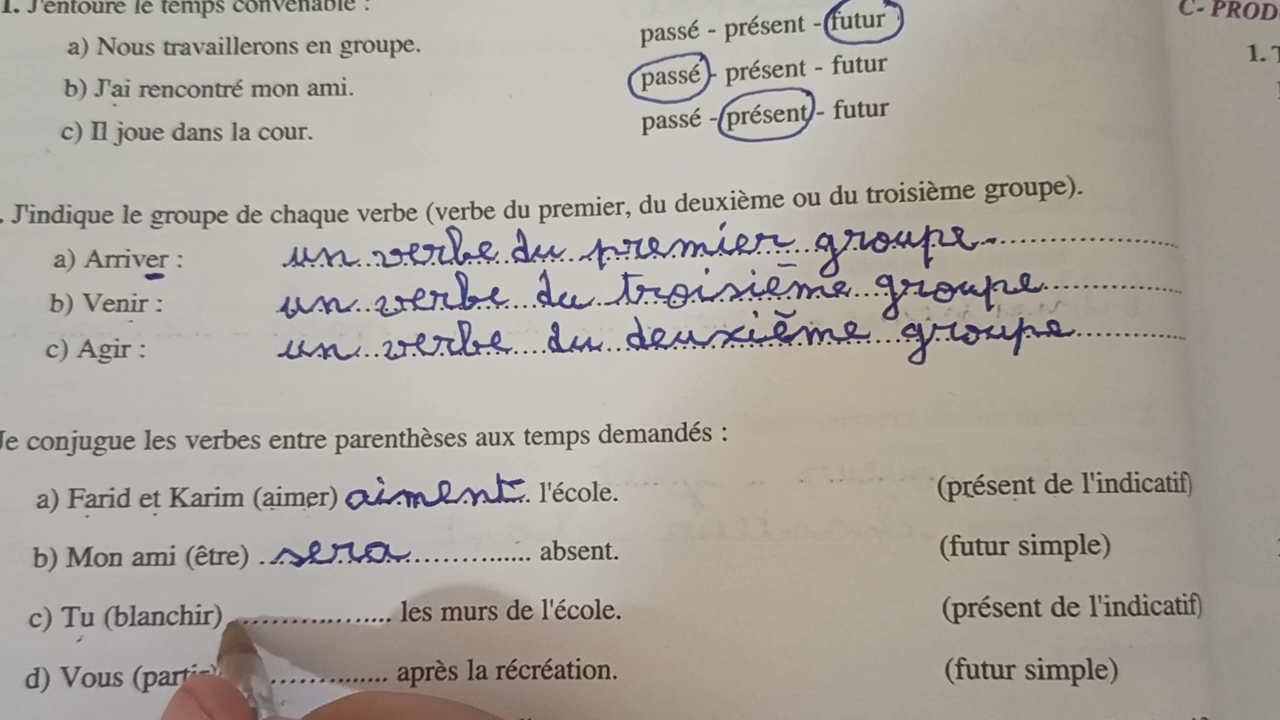 1. J'entoure le temps convenable :
a) Nous travaillerons en groupe. passé - présent - futur
b) J'ai rencontré mon ami. passé - présent - futur
c) Il joue dans la cour. passé - présent - futur
. J'indique le groupe de chaque verbe (verbe du premier, du deuxième ou du troisième groupe).
a) Arriver : un verbe du premier groupe.
b) Venir : un verbe du troisième groupe
c) Agir : un verbe du deuxième groupe
Je conjugue les verbes entre parenthèses aux temps demandés :
a) Farid et Karim (aimer) aiment l'école. (présent de l'indicatif)
b) Mon ami (être) sera absent. (futur simple)
c) Tu (blanchir) .................... les murs de l'école. (présent de l'indicatif)
d) Vous .............. après la récréation. (futur simple)
C- PROD
1.